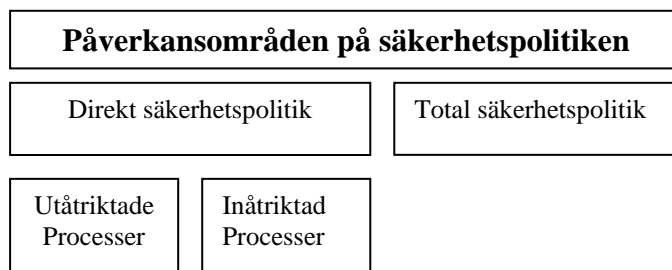 Påverkansområden på säkerhetspolitiken
Direkt säkerhetspolitik
Total säkerhetspolitik
Utåtriktade
Processer
Inåtriktad
Processer